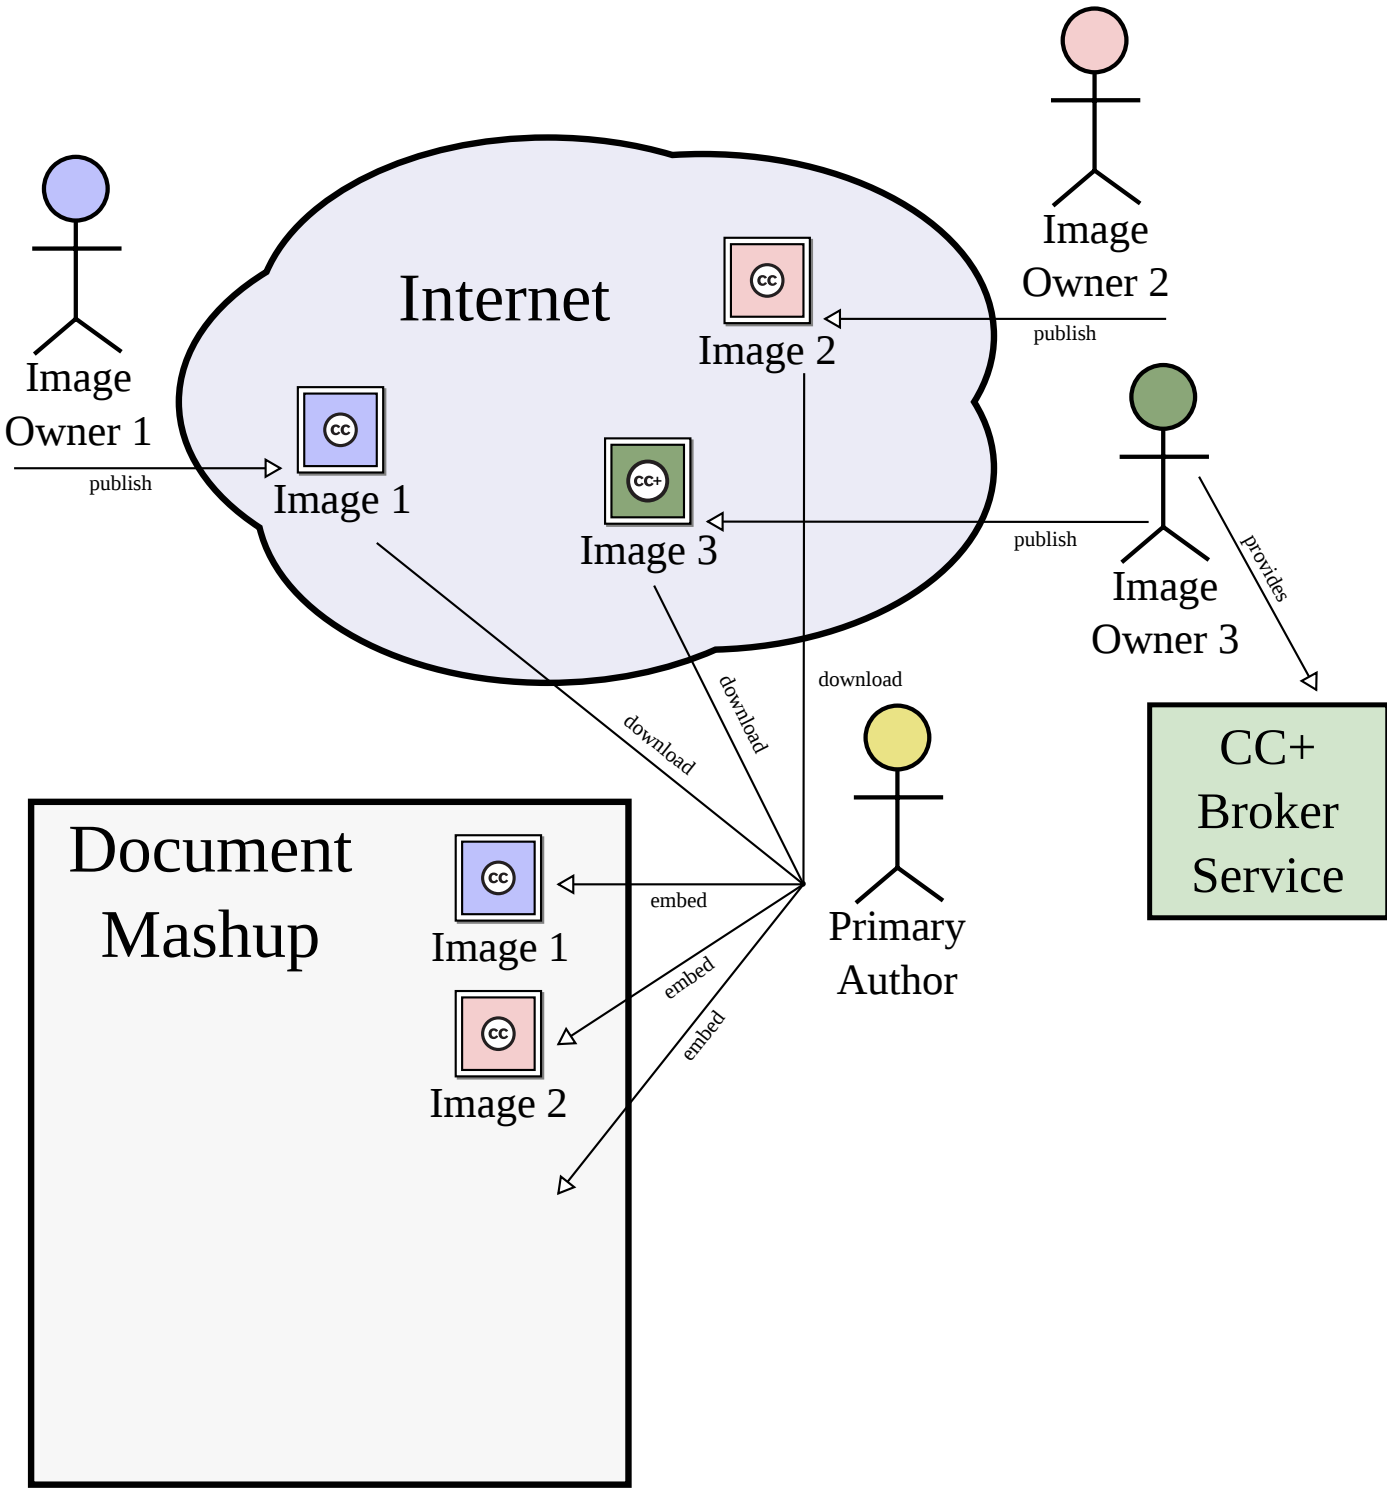 Image
Owner 2
publish
Image
Owner 1
publish
Internet
CC
Image 2
CC
Image 1
CC+
Image 3
publish
Image
Owner 3
provides
download
download
download
CC+
Broker
Service
Primary
Author
Document
Mashup
CC
Image 1
embed
CC
Image 2
embed
embed